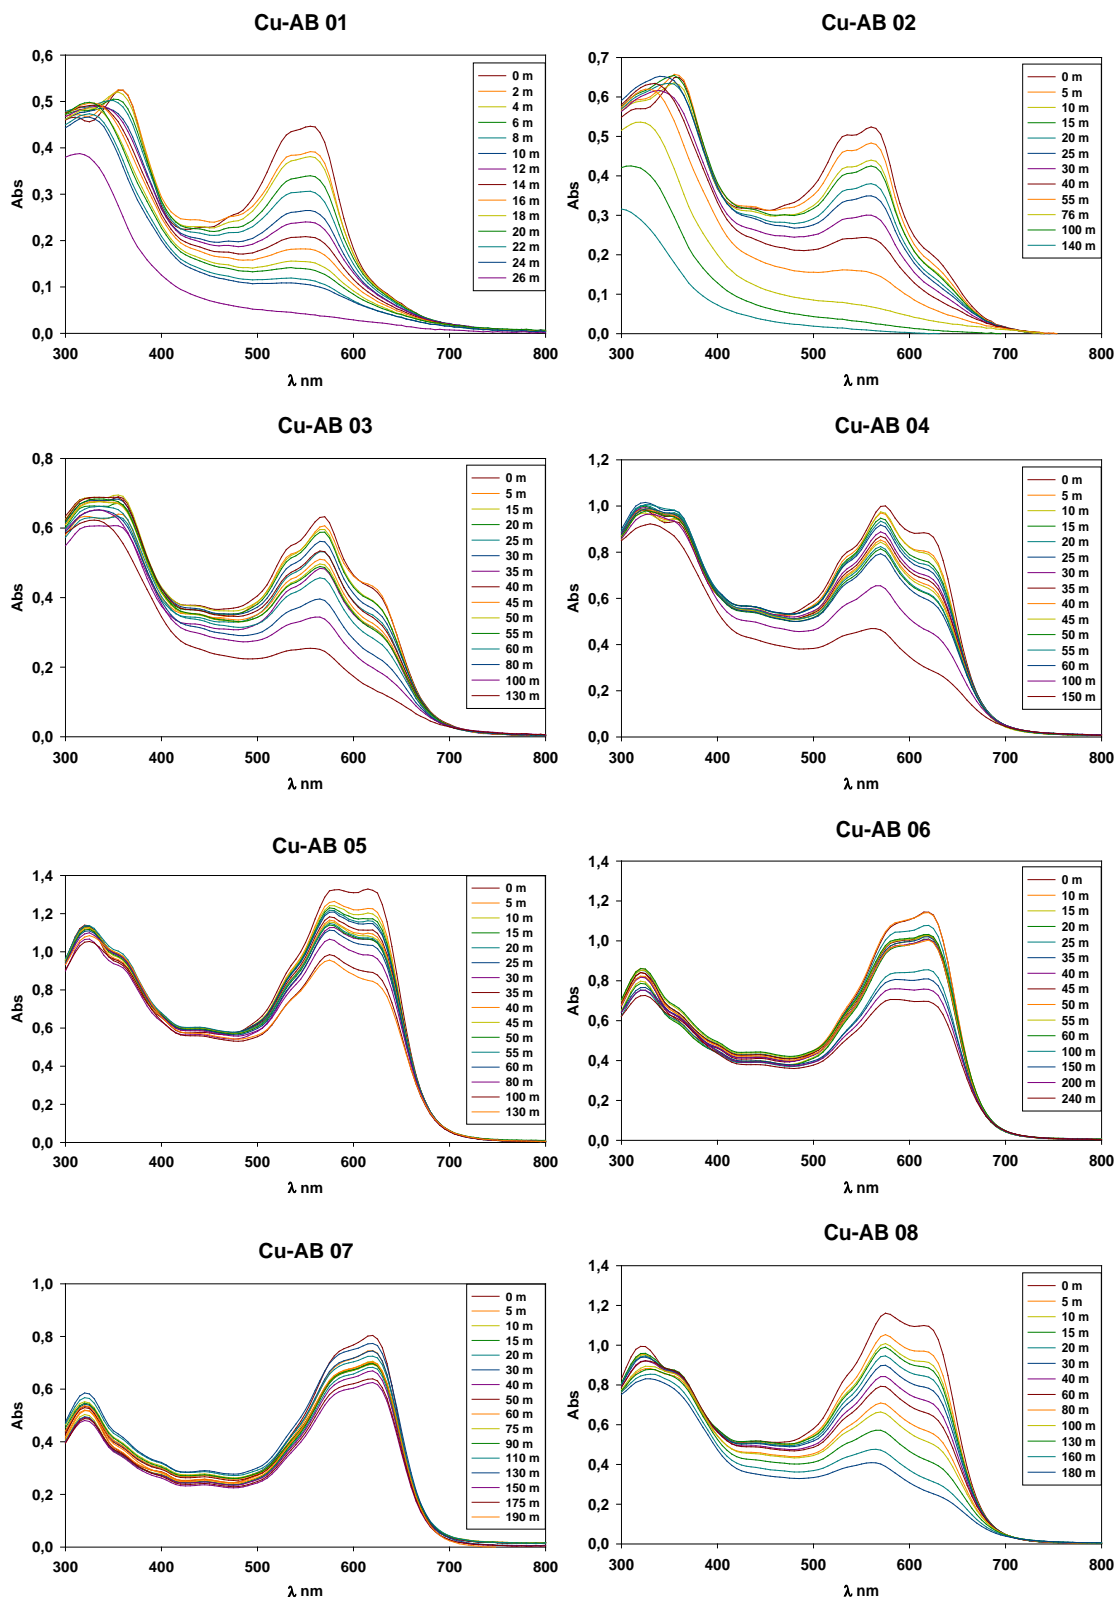 Cu-AB 01
0,6
0,5
0,4
0,3
0,2
0,1
0,0
Abs
300 400 500 600 700 800
λ nm
0 m
2 m
4 m
6 m
8 m
10 m
12 m
14 m
16 m
18 m
20 m
22 m
24 m
26 m
Cu-AB 02
0,7
0,6
0,5
0,4
0,3
0,2
0,1
0,0
Abs
300 400 500 600 700 800
λ nm
0 m
5 m
10 m
15 m
20 m
25 m
30 m
40 m
55 m
76 m
100 m
140 m
Cu-AB 03
0,8
0,6
0,4
0,2
0,0
Abs
300 400 500 600 700 800
λ nm
0 m
5 m
15 m
20 m
25 m
30 m
35 m
40 m
45 m
50 m
55 m
60 m
80 m
100 m
130 m
Cu-AB 04
1,2
1,0
0,8
0,6
0,4
0,2
0,0
Abs
300 400 500 600 700 800
λ nm
0 m
5 m
10 m
15 m
20 m
25 m
30 m
35 m
40 m
45 m
50 m
55 m
60 m
100 m
150 m
Cu-AB 05
1,4
1,2
1,0
0,8
0,6
0,4
0,2
0,0
Abs
300 400 500 600 700 800
λ nm
0 m
5 m
10 m
15 m
20 m
25 m
30 m
35 m
40 m
45 m
50 m
55 m
60 m
80 m
100 m
130 m
Cu-AB 06
1,4
1,2
1,0
0,8
0,6
0,4
0,2
0,0
Abs
300 400 500 600 700 800
λ nm
0 m
10 m
15 m
20 m
25 m
35 m
40 m
45 m
50 m
55 m
60 m
100 m
150 m
200 m
240 m
Cu-AB 07
1,0
0,8
0,6
0,4
0,2
0,0
Abs
300 400 500 600 700 800
λ nm
0 m
5 m
10 m
15 m
20 m
30 m
40 m
50 m
60 m
75 m
90 m
110 m
130 m
150 m
175 m
190 m
Cu-AB 08
1,4
1,2
1,0
0,8
0,6
0,4
0,2
0,0
Abs
300 400 500 600 700 800
λ nm
0 m
5 m
10 m
15 m
20 m
30 m
40 m
60 m
80 m
100 m
130 m
160 m
180 m